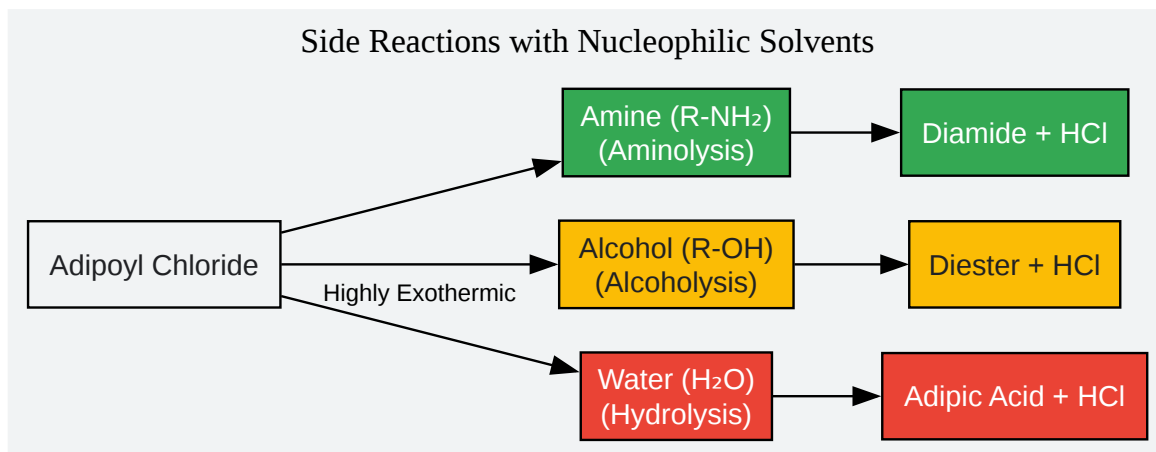 Side Reactions with Nucleophilic Solvents
Amine (R-NH₂)
(Aminolysis)
Diamide + HCl
Adipoyl Chloride
Alcohol (R-OH)
(Alcoholysis)
Diester + HCl
Highly Exothermic
Water (H₂O)
(Hydrolysis)
Adipic Acid + HCl